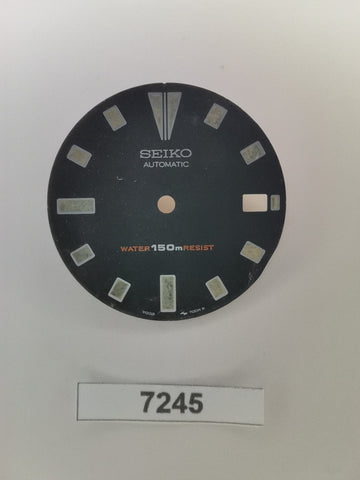 SEIKO
AUTOMATIC
WATER 150m RESIST
7245